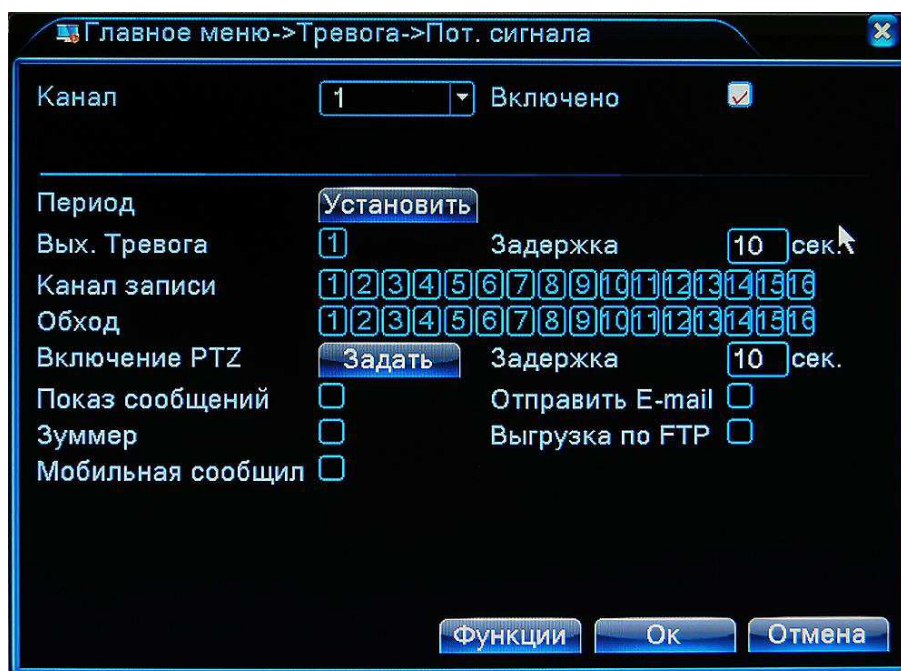 Главное меню->Тревога->Пот. сигнала
Канал 1 Включено
Период Установить
Вых. Тревога 1 Задержка 10 сек.
Канал записи 1 2 3 4 5 6 7 8 9 10 11 12 13 14 15 16
Обход 1 2 3 4 5 6 7 8 9 10 11 12 13 14 15 16
Включение PTZ Задать Задержка 10 сек.
Показ сообщений Отправить E-mail
Зуммер Выгрузка по FTP
Мобильная сообщил
Функции Ок Отмена